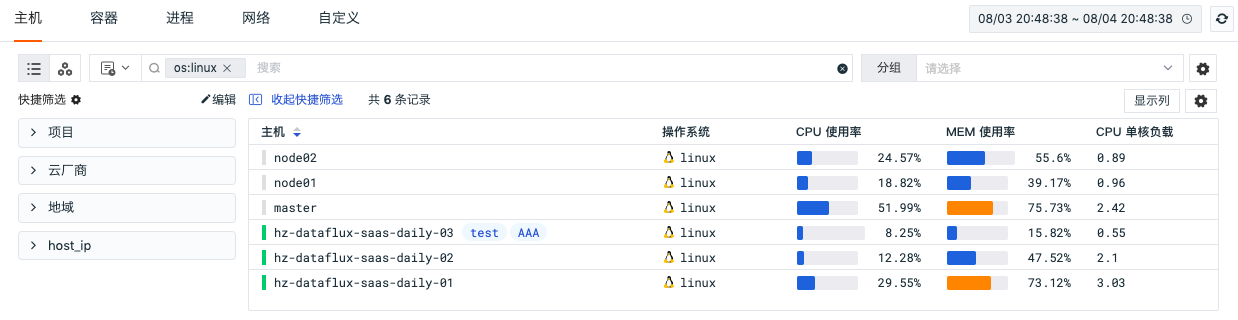 主机 容器 进程 网络 自定义 08/03 20:48:38 ~ 08/04 20:48:38
os:linux 搜索 分组 请选择
快捷筛选 编辑 收起快捷筛选 共 6 条记录 显示列
项目
云厂商
地域
host_ip
主机 操作系统 CPU 使用率 MEM 使用率 CPU 单核负载
node02 linux 24.57% 55.6% 0.89
node01 linux 18.82% 39.17% 0.96
master linux 51.99% 75.73% 2.42
hz-dataflux-saas-daily-03 test AAA linux 8.25% 15.82% 0.55
hz-dataflux-saas-daily-02 linux 12.28% 47.52% 2.1
hz-dataflux-saas-daily-01 linux 29.55% 73.12% 3.03